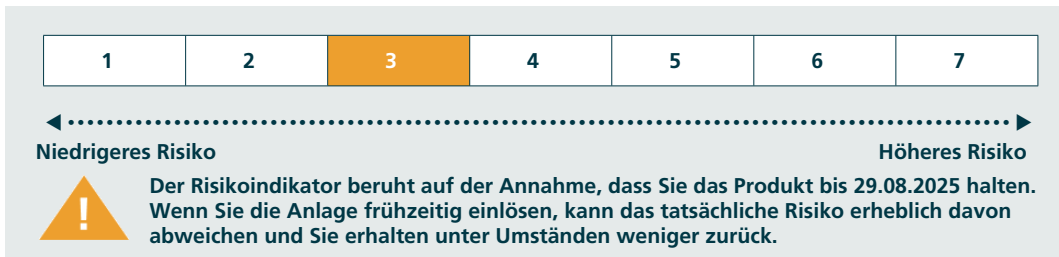 1 2 3 4 5 6 7
Niedrigeres Risiko Höheres Risiko
Der Risikoindikator beruht auf der Annahme, dass Sie das Produkt bis 29.08.2025 halten.
Wenn Sie die Anlage frühzeitig einlösen, kann das tatsächliche Risiko erheblich davon
abweichen und Sie erhalten unter Umständen weniger zurück.